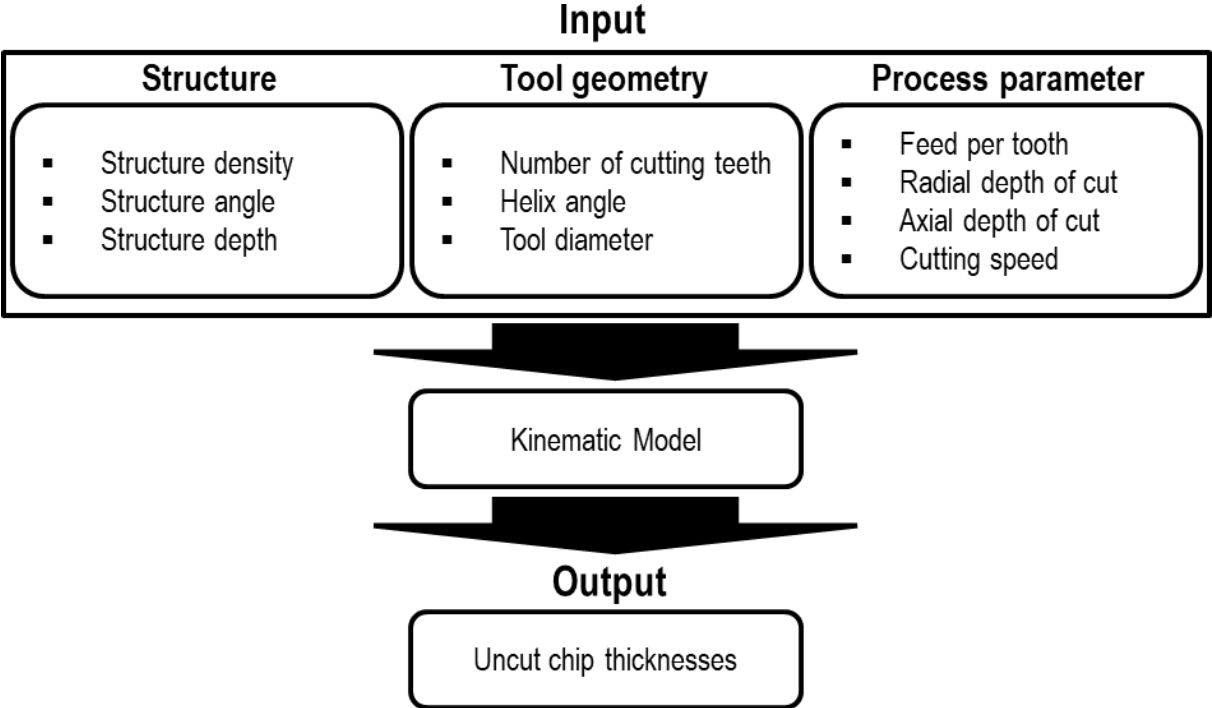 Input
Structure
▪ Structure density
▪ Structure angle
▪ Structure depth
Tool geometry
▪ Number of cutting teeth
▪ Helix angle
▪ Tool diameter
Process parameter
▪ Feed per tooth
▪ Radial depth of cut
▪ Axial depth of cut
▪ Cutting speed
Kinematic Model
Output
Uncut chip thicknesses